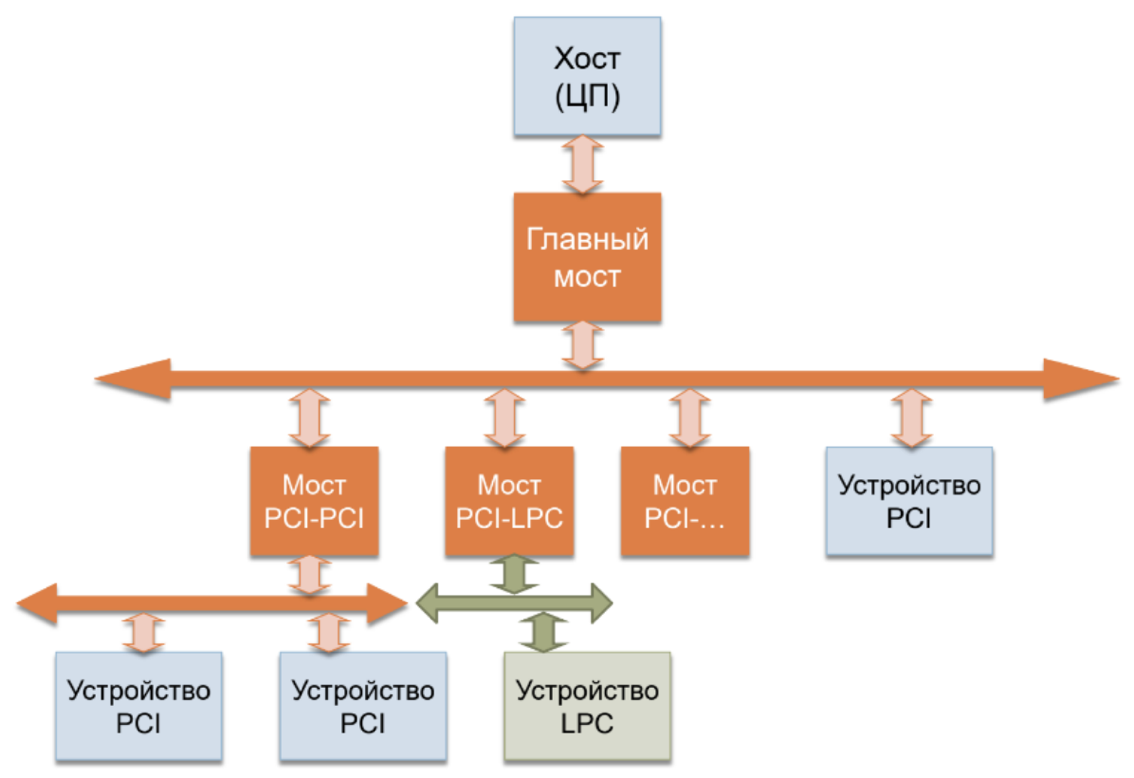 Хост
(ЦП)
Главный
мост
Мост
PCI-PCI
Мост
PCI-LPC
Мост
PCI-...
Устройство
PCI
Устройство
PCI
Устройство
PCI
Устройство
LPC